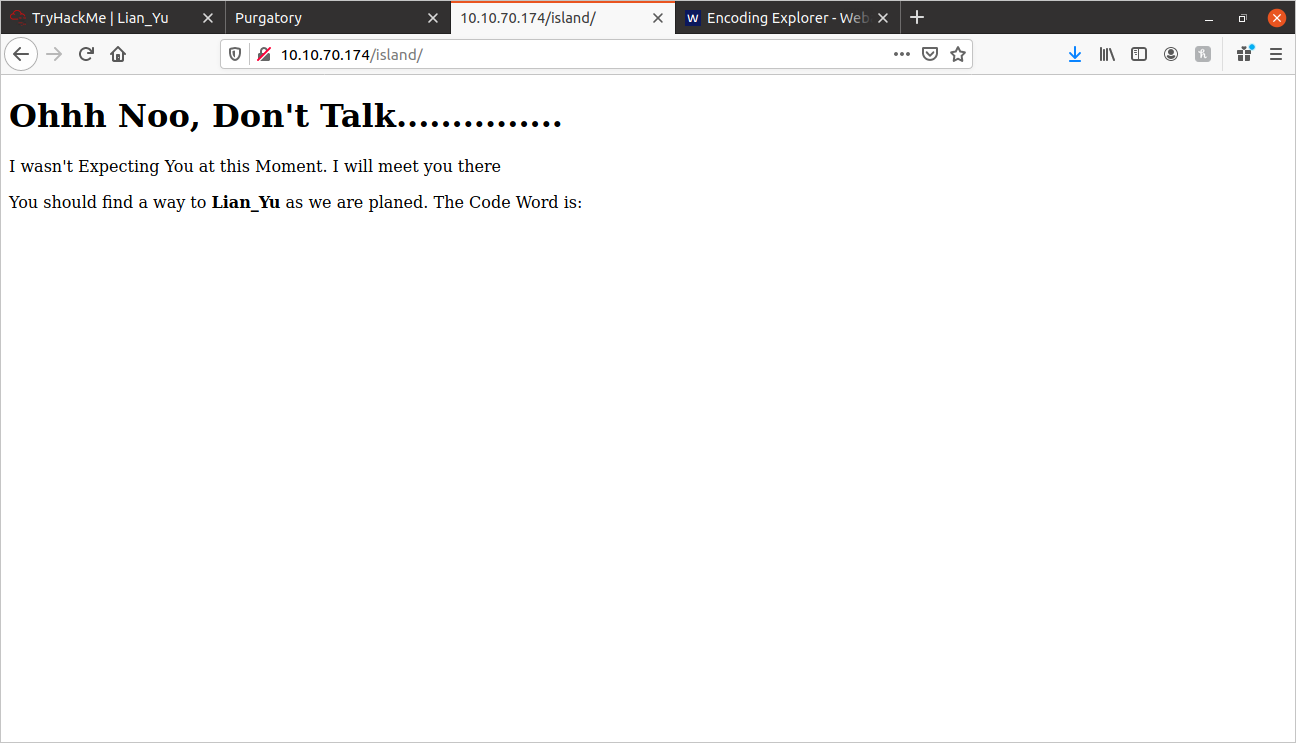 TryHackMe | Lian_Yu
Purgatory
10.10.70.174/island/
Encoding Explorer - Web
10.10.70.174/island/
Ohhh Noo, Don't Talk...............
I wasn't Expecting You at this Moment. I will meet you there
You should find a way to Lian_Yu as we are planed. The Code Word is: